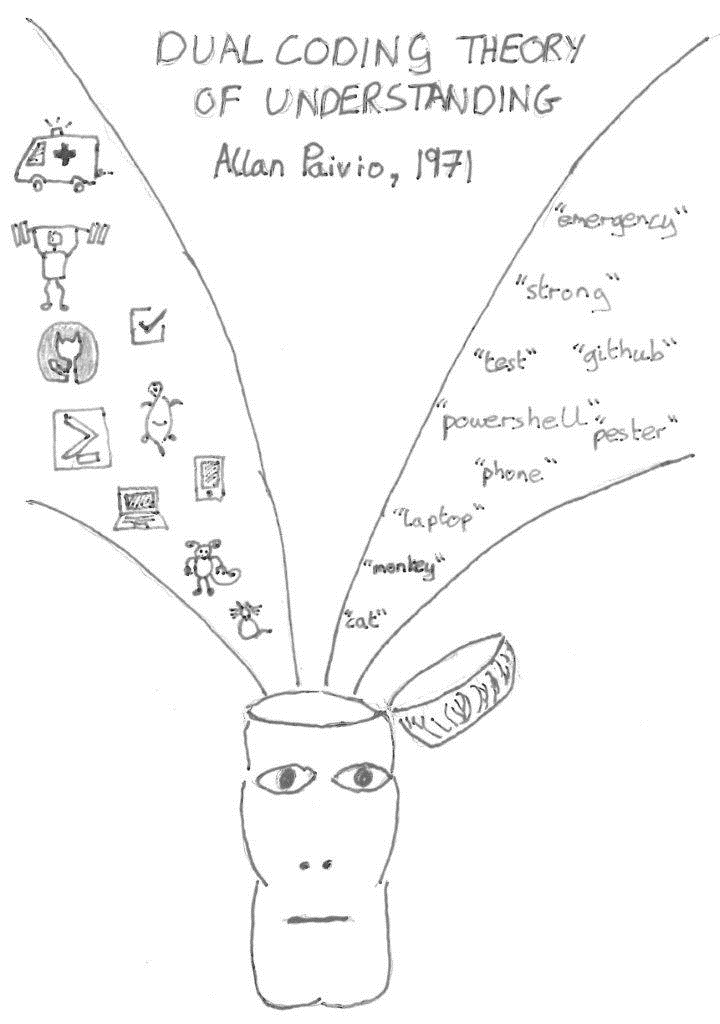 DUAL CODING THEORY
OF UNDERSTANDING
Allan Paivio, 1971
"emergency"
"strong"
"test" "github"
"powershell" "pester"
"phone"
"laptop"
"monkey"
"cat"